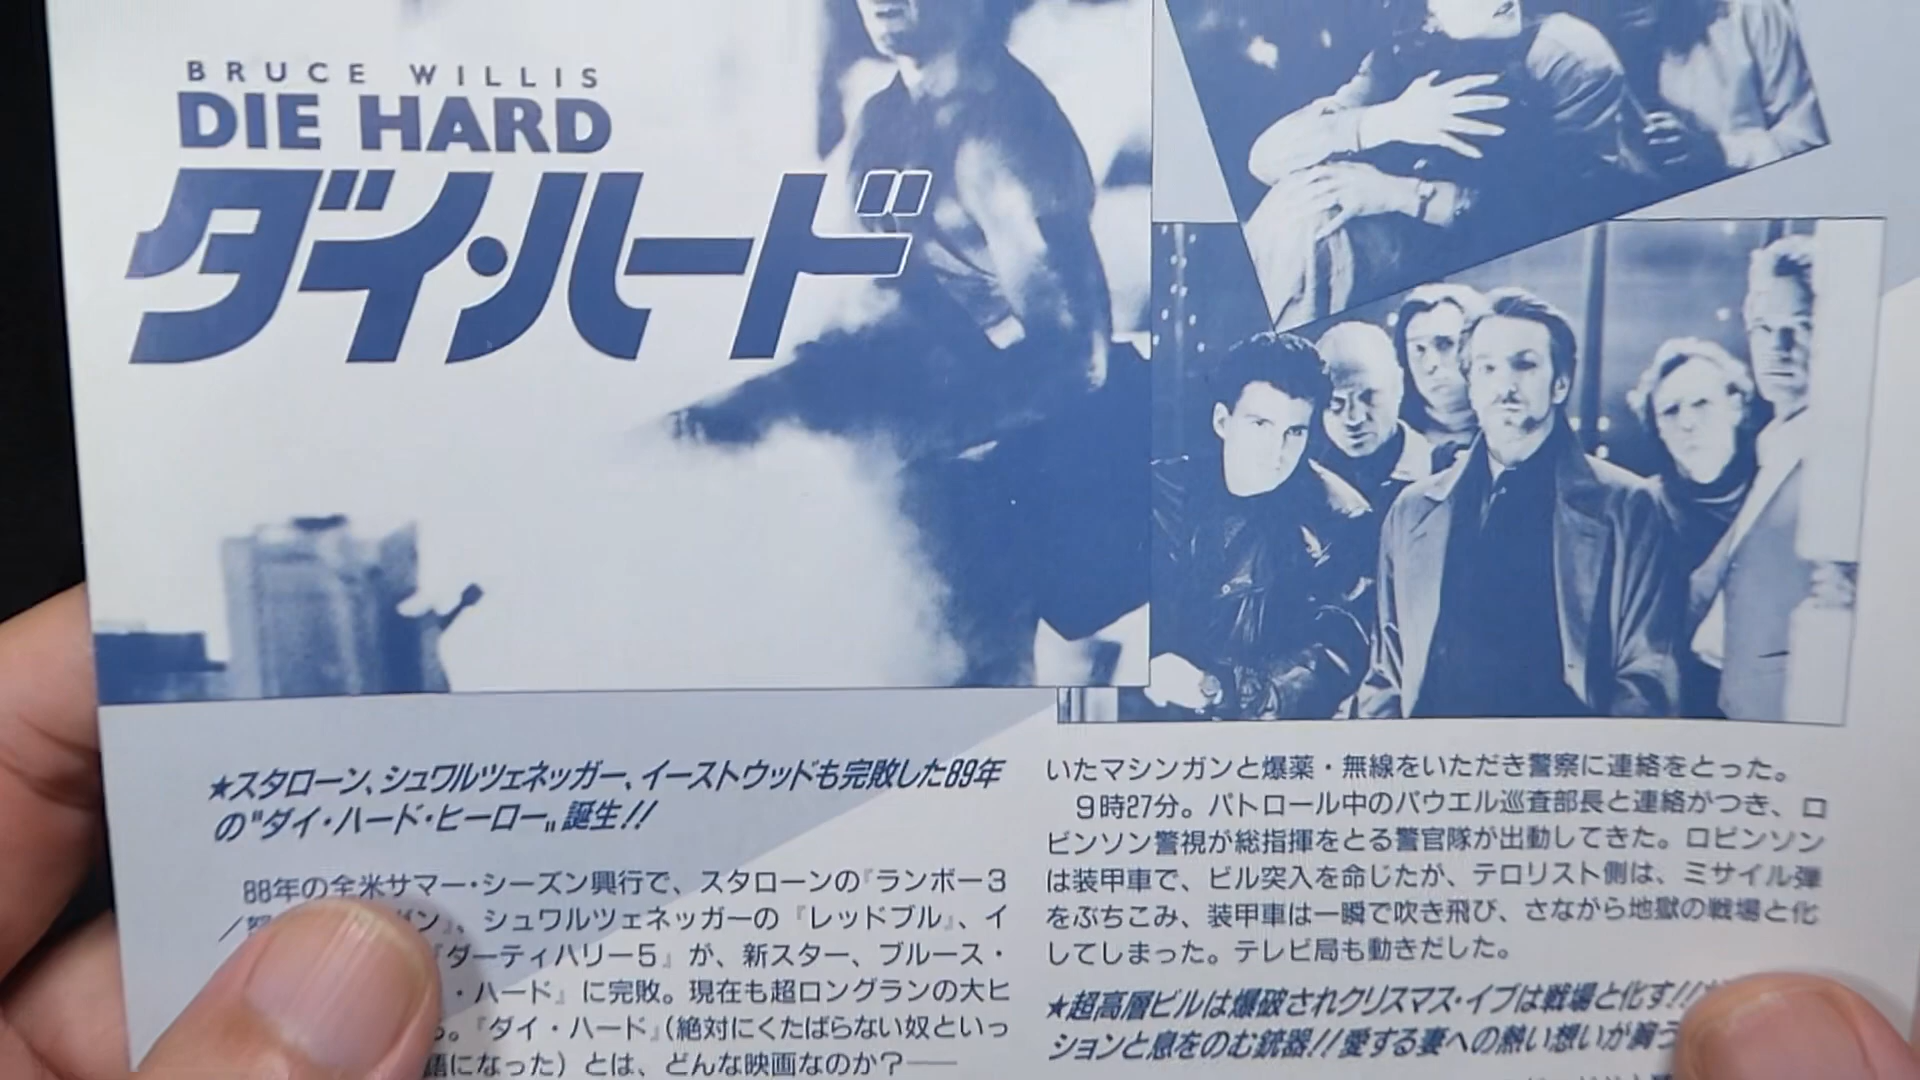 BRUCE WILLIS
DIE HARD
ダイ・ハード
★スタローン、シュワルツェネッガー、イーストウッドも完敗した89年
の"ダイ・ハード・ヒーロー"誕生!!
88年の全米サマー・シーズン興行で、スタローンの『ランボー3
』、シュワルツェネッガーの『レッドブル』、イ
『ダーティハリー5』が、新スター、ブルース・
・ハード』に完敗。現在も超ロングランの大ヒ
。『ダイ・ハード』(絶対にくたばらない奴といっ
語になった)とは、どんな映画なのか?──
いたマシンガンと爆薬・無線をいただき警察に連絡をとった。
9時27分。パトロール中のパウエル巡査部長と連絡がつき、ロ
ビンソン警視が総指揮をとる警官隊が出動してきた。ロビンソン
は装甲車で、ビル突入を命じたが、テロリスト側は、ミサイル弾
をぶちこみ、装甲車は一瞬で吹き飛び、さながら地獄の戦場と化
してしまった。テレビ局も動きだした。
★超高層ビルは爆破されクリスマス・イブは戦場と化す!!
ションと息をのむ銃器!!愛する妻への熱い想いが胸う